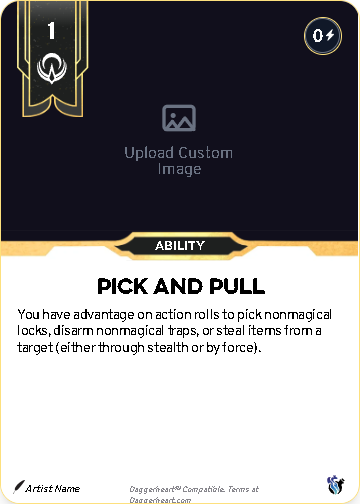 1
0
Upload Custom
Image
ABILITY
PICK AND PULL
You have advantage on action rolls to pick nonmagical
locks, disarm nonmagical traps, or steal items from a
target (either through stealth or by force).
Artist Name
Daggerheart™ Compatible. Terms at
Daggerheart.com